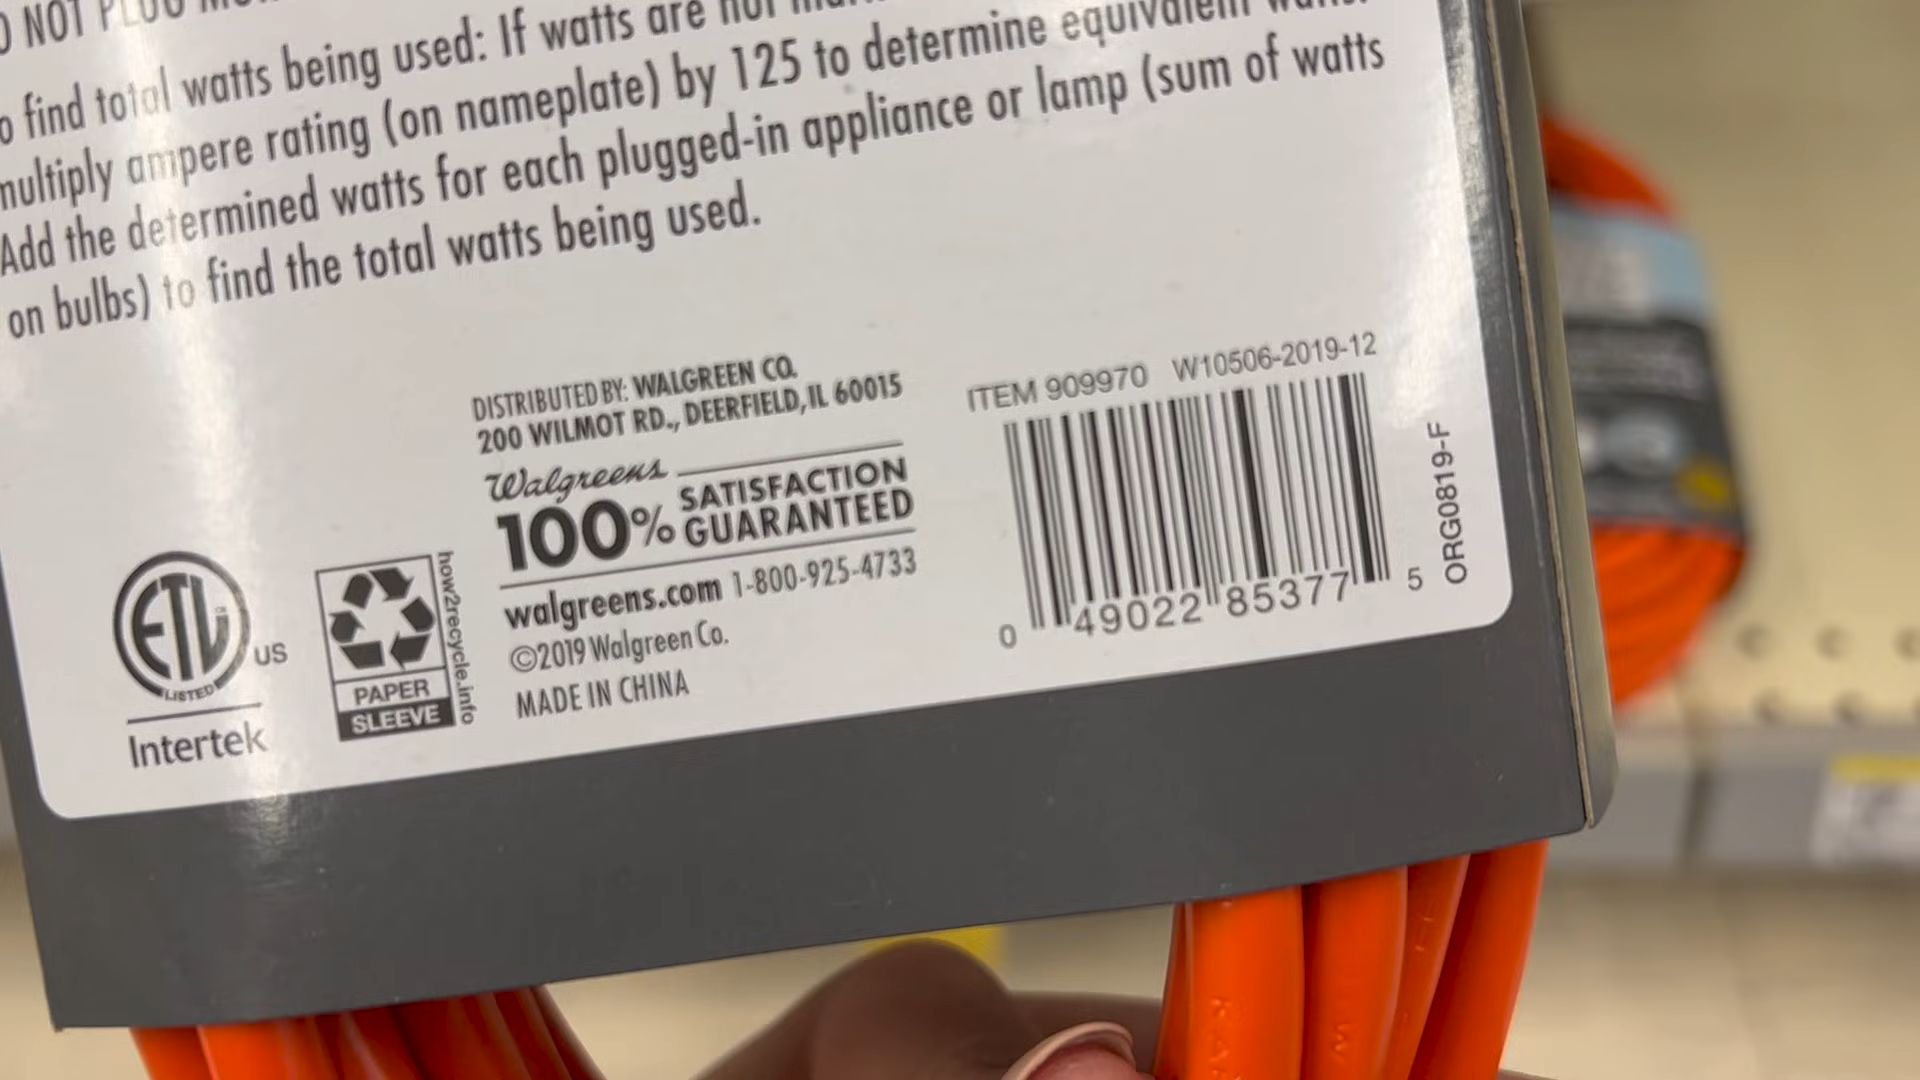 NOT PLUG
find total watts being used: If watts are not
multiply ampere rating (on nameplate) by 125 to determine equivalent watts.
Add the determined watts for each plugged-in appliance or lamp (sum of watts
on bulbs) to find the total watts being used.
DISTRIBUTED BY: WALGREEN CO.
200 WILMOT RD., DEERFIELD, IL 60015
Walgreens
100% SATISFACTION
GUARANTEED
walgreens.com 1-800-925-4733
©2019 Walgreen Co.
MADE IN CHINA
ETL
LISTED
US
Intertek
PAPER
SLEEVE
how2recycle.info
ITEM 909970 W10506-2019-12
0 49022 85377 5
ORG0819-F